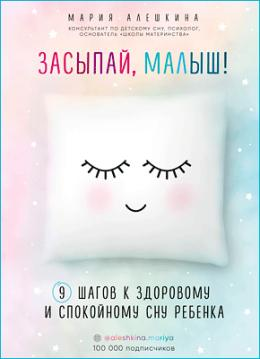 МАРИЯ АЛЕШКИНА
КОНСУЛЬТАНТ ПО ДЕТСКОМУ СНУ, ПСИХОЛОГ,
ОСНОВАТЕЛЬ «ШКОЛЫ МАТЕРИНСТВА»
ЗАСЫПАЙ, МАЛЫШ!
9 ШАГОВ К ЗДОРОВОМУ
И СПОКОЙНОМУ СНУ РЕБЕНКА
@aleshkina.mariya
100 000 ПОДПИСЧИКОВ